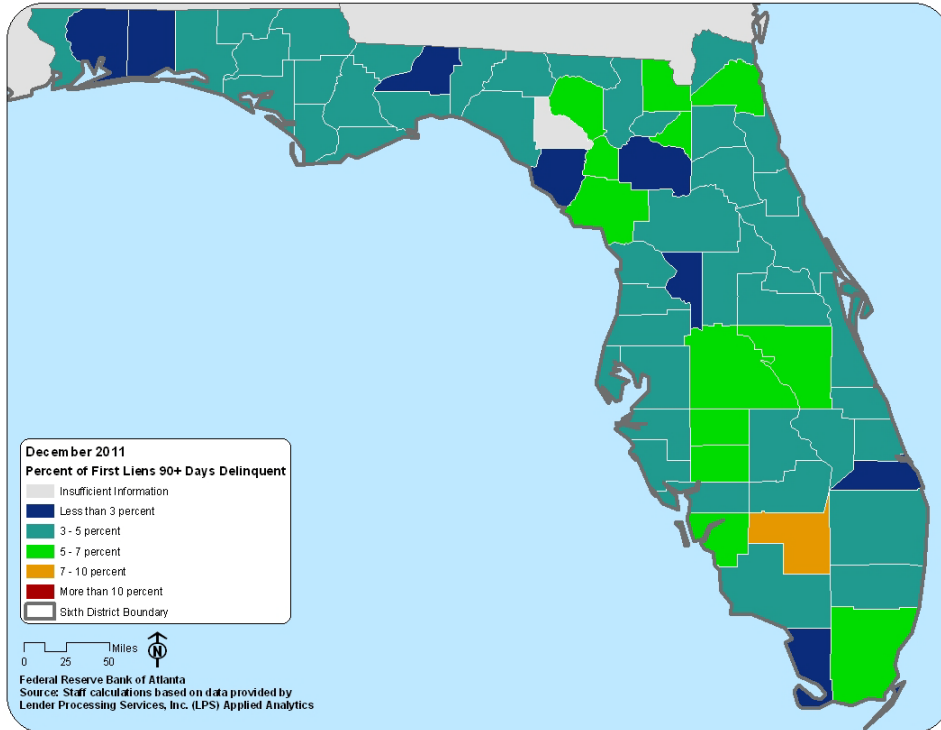 December 2011
Percent of First Liens 90+ Days Delinquent
Insufficient Information
Less than 3 percent
3 - 5 percent
5 - 7 percent
7 - 10 percent
More than 10 percent
Sixth District Boundary
Miles
N
0 25 50
Federal Reserve Bank of Atlanta
Source: Staff calculations based on data provided by
Lender Processing Services, Inc. (LPS) Applied Analytics